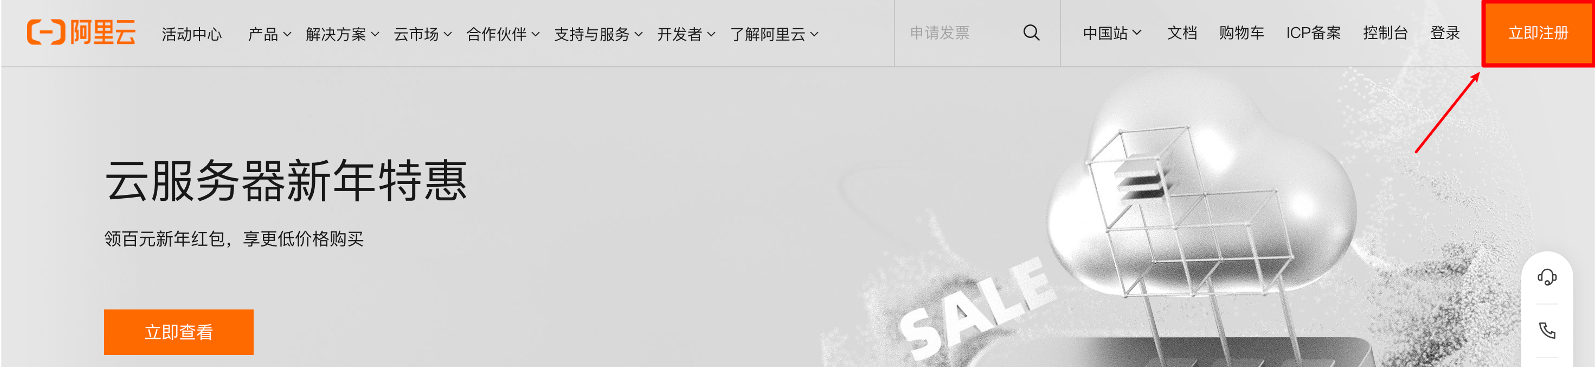 阿里云 活动中心 产品 解决方案 云市场 合作伙伴 支持与服务 开发者 了解阿里云 申请发票 中国站 文档 购物车 ICP备案 控制台 登录 立即注册
云服务器新年特惠
领百元新年红包，享更低价格购买
SALE
立即查看